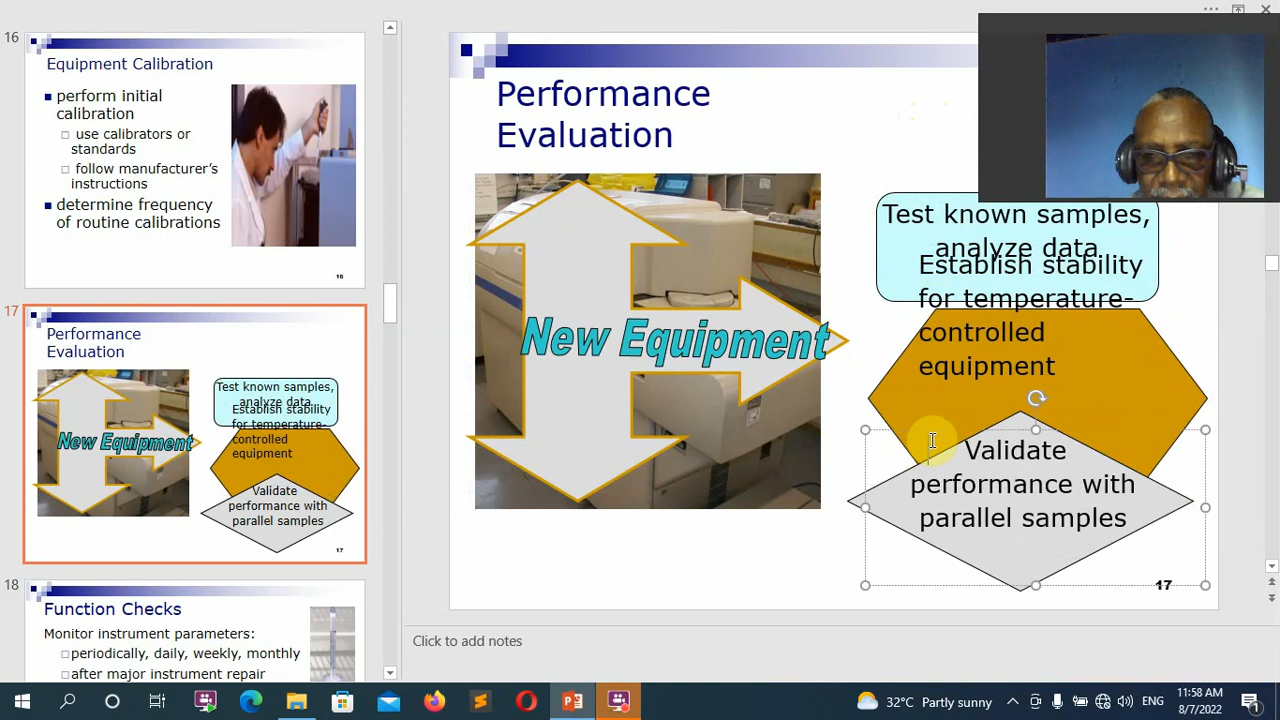 16
Equipment Calibration
perform initial
calibration
use calibrators or
standards
follow manufacturer's
instructions
determine frequency
of routine calibrations
16
17
Performance
Evaluation
New Equipment
Test known samples,
analyze data
Establish stability
for temperature-
controlled
equipment
Validate
performance with
parallel samples
17
18
Function Checks
Monitor instrument parameters:
periodically, daily, weekly, monthly
after major instrument repair
Performance
Evaluation
New Equipment
Test known samples,
analyze data
Establish stability
for temperature-
controlled
equipment
Validate
performance with
parallel samples
17
Click to add notes
32°C Partly sunny
ENG
11:58 AM
8/7/2022
1